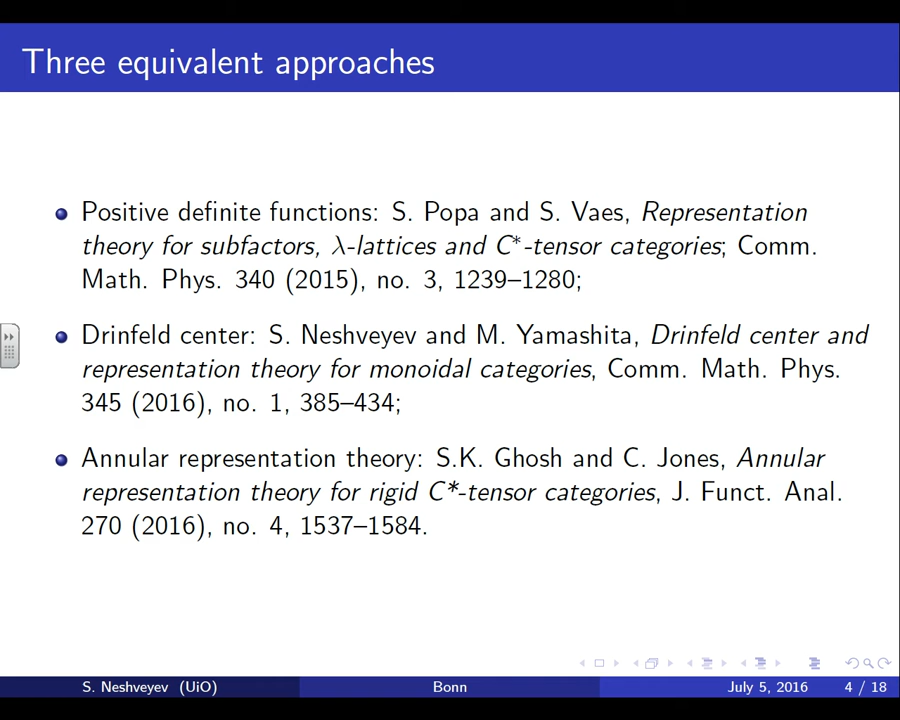 Three equivalent approaches
Positive definite functions: S. Popa and S. Vaes, Representation
theory for subfactors, λ-lattices and C*-tensor categories; Comm.
Math. Phys. 340 (2015), no. 3, 1239–1280;
Drinfeld center: S. Neshveyev and M. Yamashita, Drinfeld center and
representation theory for monoidal categories, Comm. Math. Phys.
345 (2016), no. 1, 385–434;
Annular representation theory: S.K. Ghosh and C. Jones, Annular
representation theory for rigid C*-tensor categories, J. Funct. Anal.
270 (2016), no. 4, 1537–1584.
S. Neshveyev (UiO) Bonn July 5, 2016 4 / 18